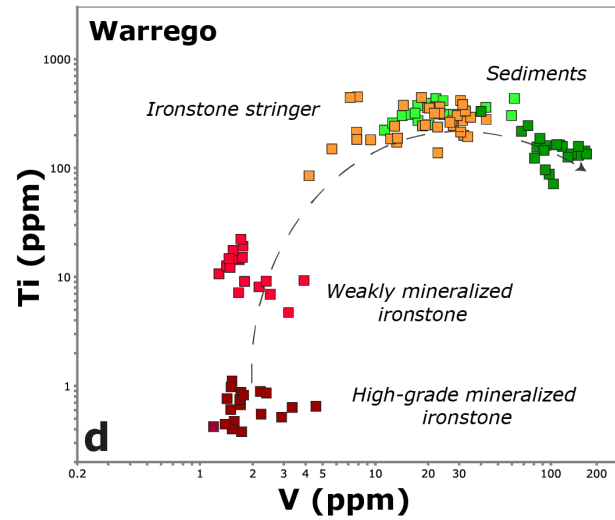 Warrego
1000
Sediments
Ironstone stringer
100
Ti (ppm)
10
Weakly mineralized
ironstone
1
High-grade mineralized
ironstone
d
0.2
1
2
3
4
5
10
20
30
100
200
V (ppm)